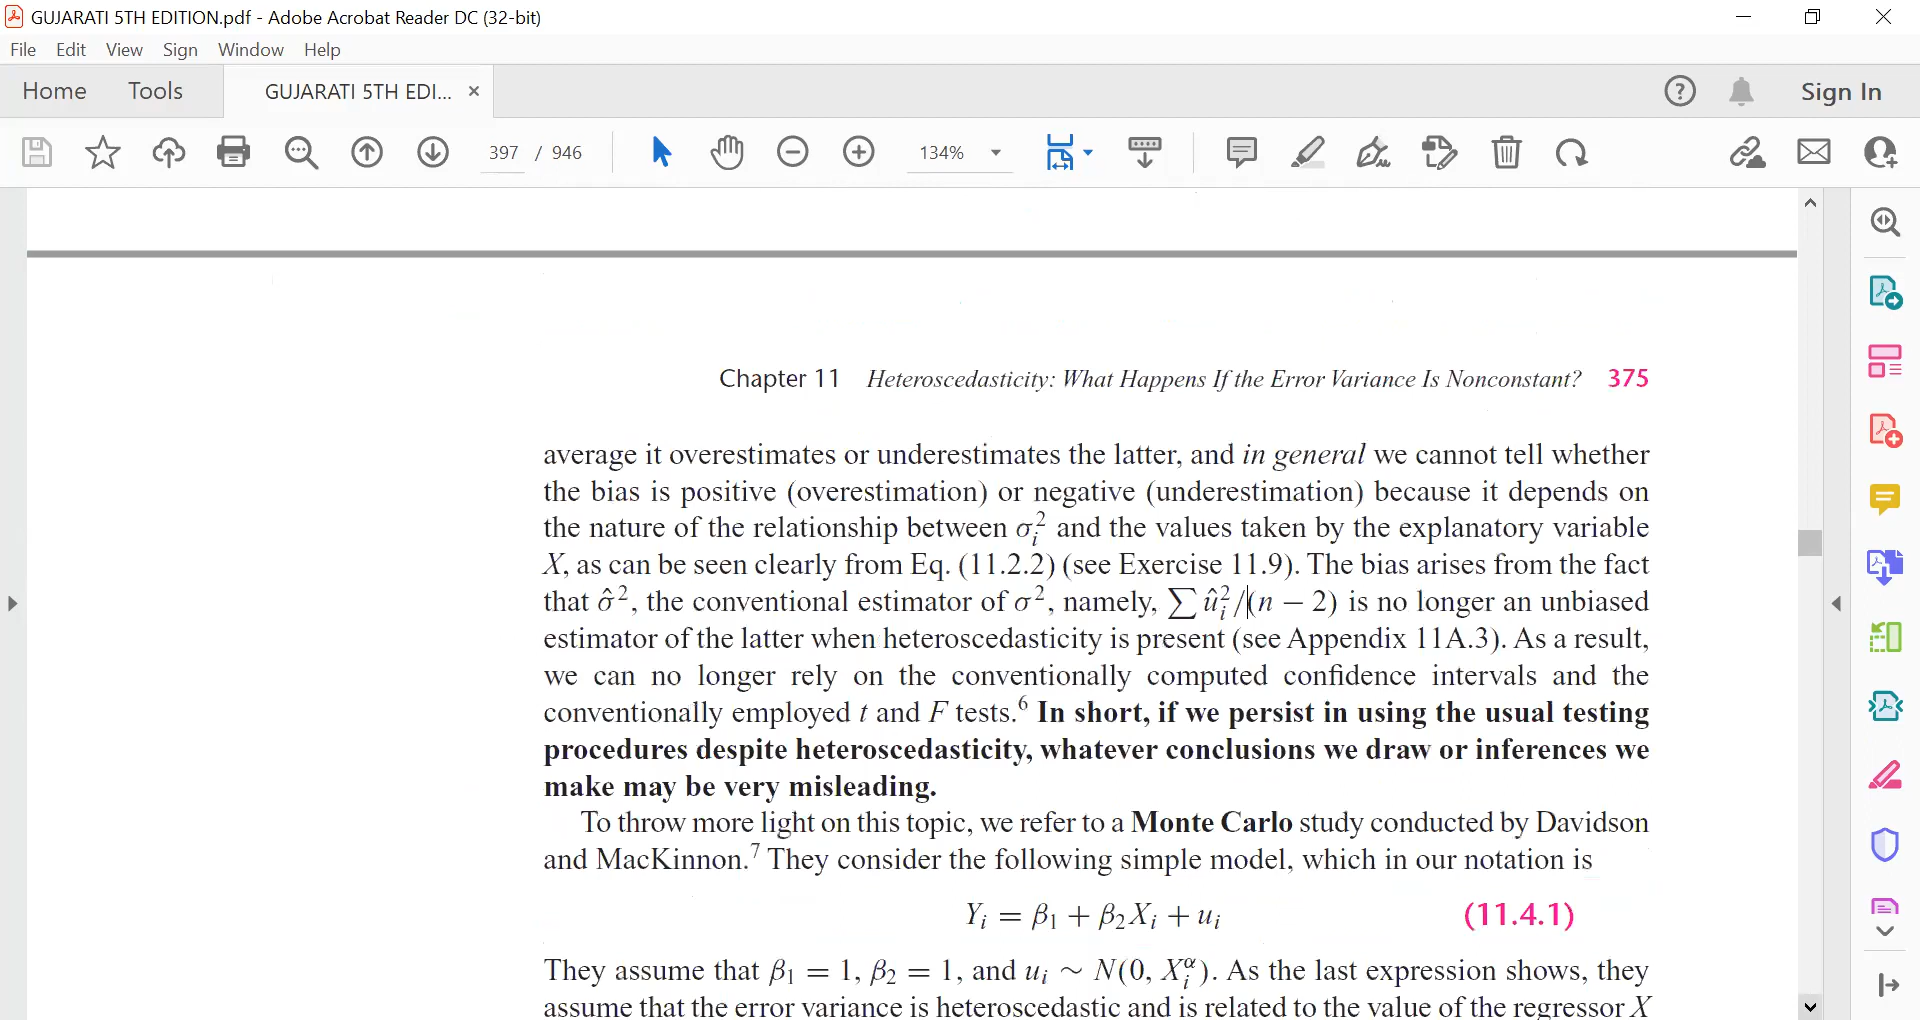 GUJARATI 5TH EDITION.pdf - Adobe Acrobat Reader DC (32-bit)
File Edit View Sign Window Help
Home Tools GUJARATI 5TH EDI... × Sign In
397 / 946 134%
Chapter 11 Heteroscedasticity: What Happens If the Error Variance Is Nonconstant? 375
average it overestimates or underestimates the latter, and in general we cannot tell whether
the bias is positive (overestimation) or negative (underestimation) because it depends on
the nature of the relationship between σᵢ² and the values taken by the explanatory variable
X, as can be seen clearly from Eq. (11.2.2) (see Exercise 11.9). The bias arises from the fact
that σ̂², the conventional estimator of σ², namely, ∑ûᵢ²/(n − 2) is no longer an unbiased
estimator of the latter when heteroscedasticity is present (see Appendix 11A.3). As a result,
we can no longer rely on the conventionally computed confidence intervals and the
conventionally employed t and F tests.⁶ In short, if we persist in using the usual testing
procedures despite heteroscedasticity, whatever conclusions we draw or inferences we
make may be very misleading.
To throw more light on this topic, we refer to a Monte Carlo study conducted by Davidson
and MacKinnon.⁷ They consider the following simple model, which in our notation is
Yᵢ = β₁ + β₂Xᵢ + uᵢ (11.4.1)
They assume that β₁ = 1, β₂ = 1, and uᵢ ∼ N(0, Xᵢᵅ). As the last expression shows, they
assume that the error variance is heteroscedastic and is related to the value of the regressor X